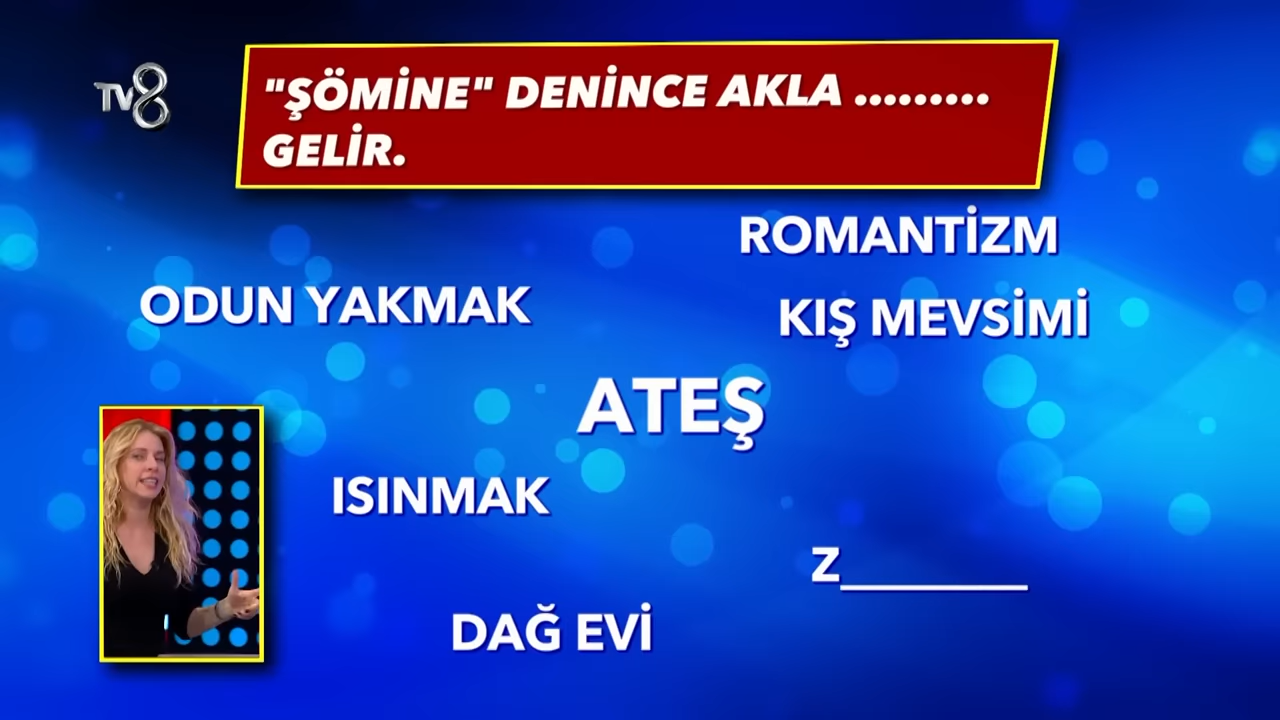 TV8
"ŞÖMİNE" DENİNCE AKLA .........
GELİR.
ROMANTİZM
ODUN YAKMAK
KIŞ MEVSİMİ
ATEŞ
ISINMAK
Z________
DAĞ EVİ